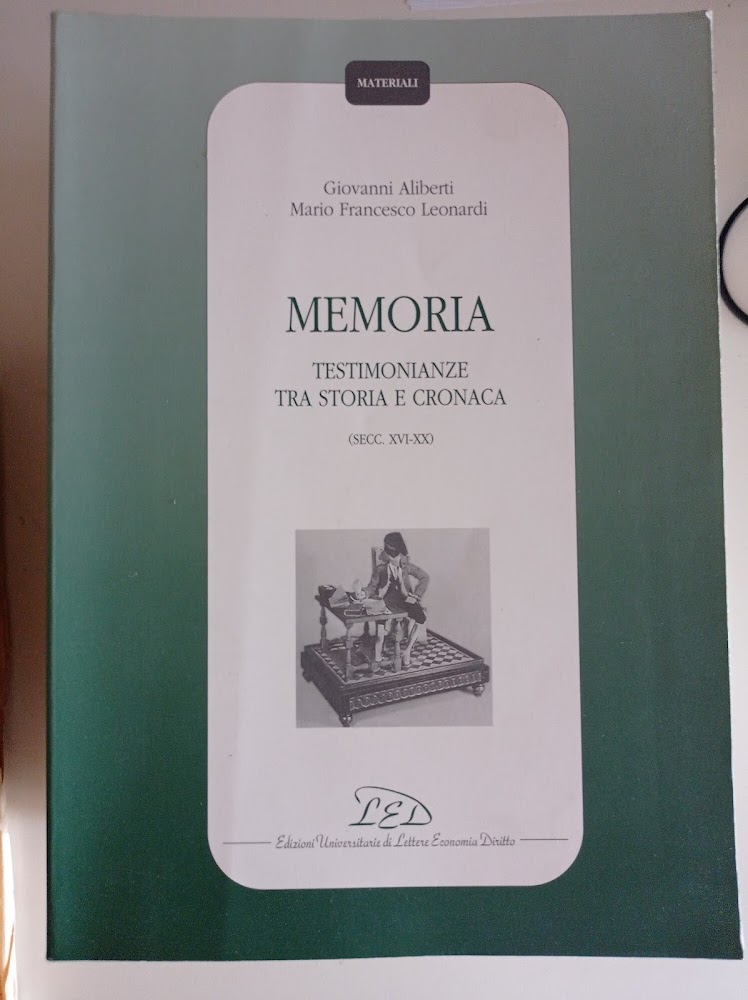 MATERIALI
Giovanni Aliberti
Mario Francesco Leonardi
MEMORIA
TESTIMONIANZE
TRA STORIA E CRONACA
(SECC. XVI-XX)
LED
Edizioni Universitarie di Lettere Economia Diritto